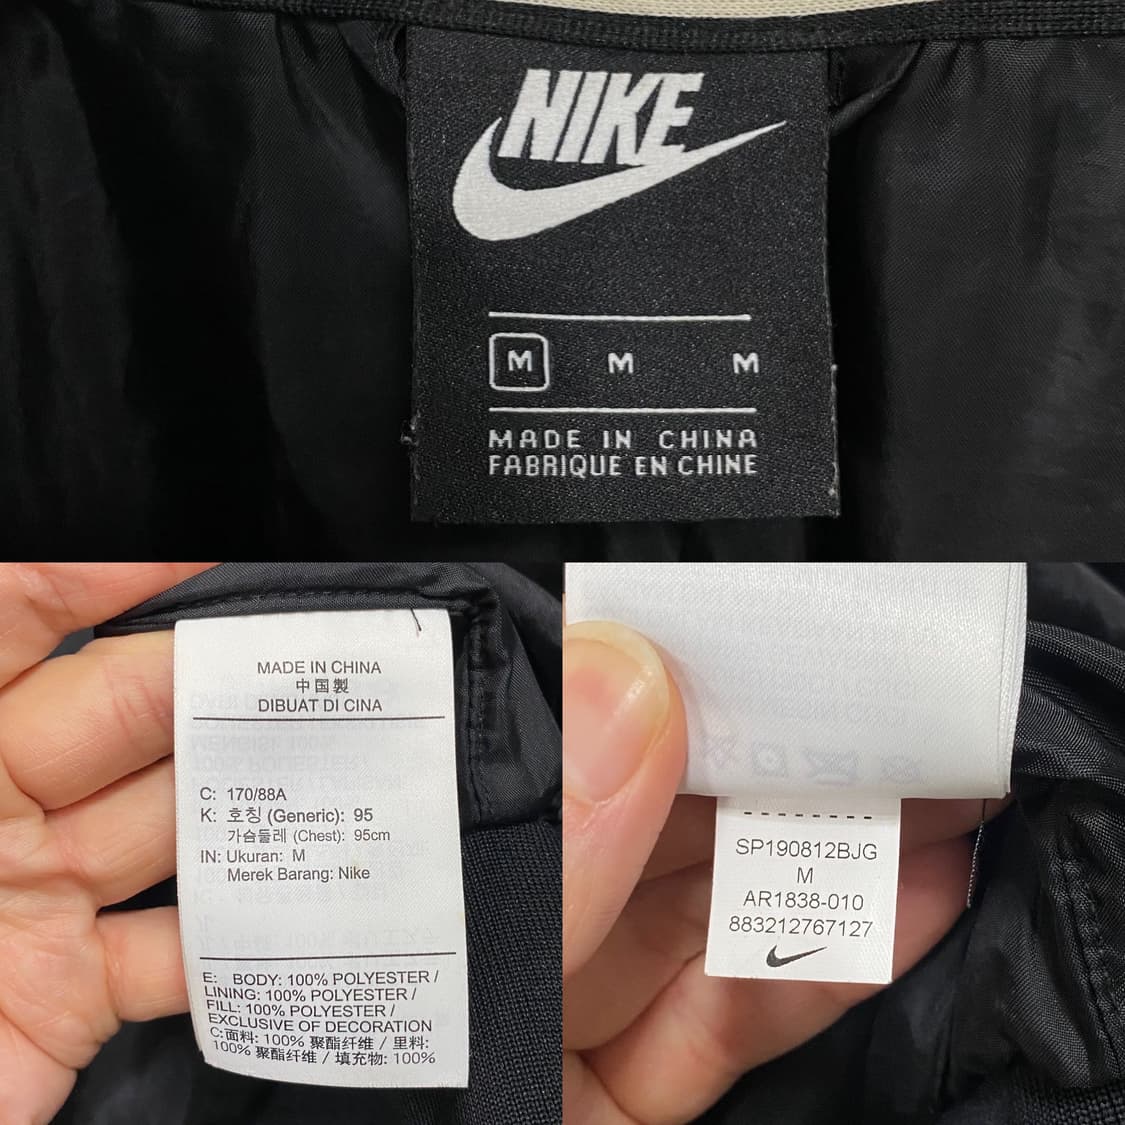 NIKE
M M M
MADE IN CHINA
FABRIQUE EN CHINE
MADE IN CHINA
中国製
DIBUAT DI CINA
C: 170/88A
K: 호칭 (Generic): 95
가슴둘레 (Chest): 95cm
IN: Ukuran: M
Merek Barang: Nike
E: BODY: 100% POLYESTER /
LINING: 100% POLYESTER /
FILL: 100% POLYESTER /
EXCLUSIVE OF DECORATION
C:面料: 100% 聚酯纤维 / 里料:
100% 聚酯纤维 / 填充物: 100%
SP190812BJG
M
AR1838-010
883212767127